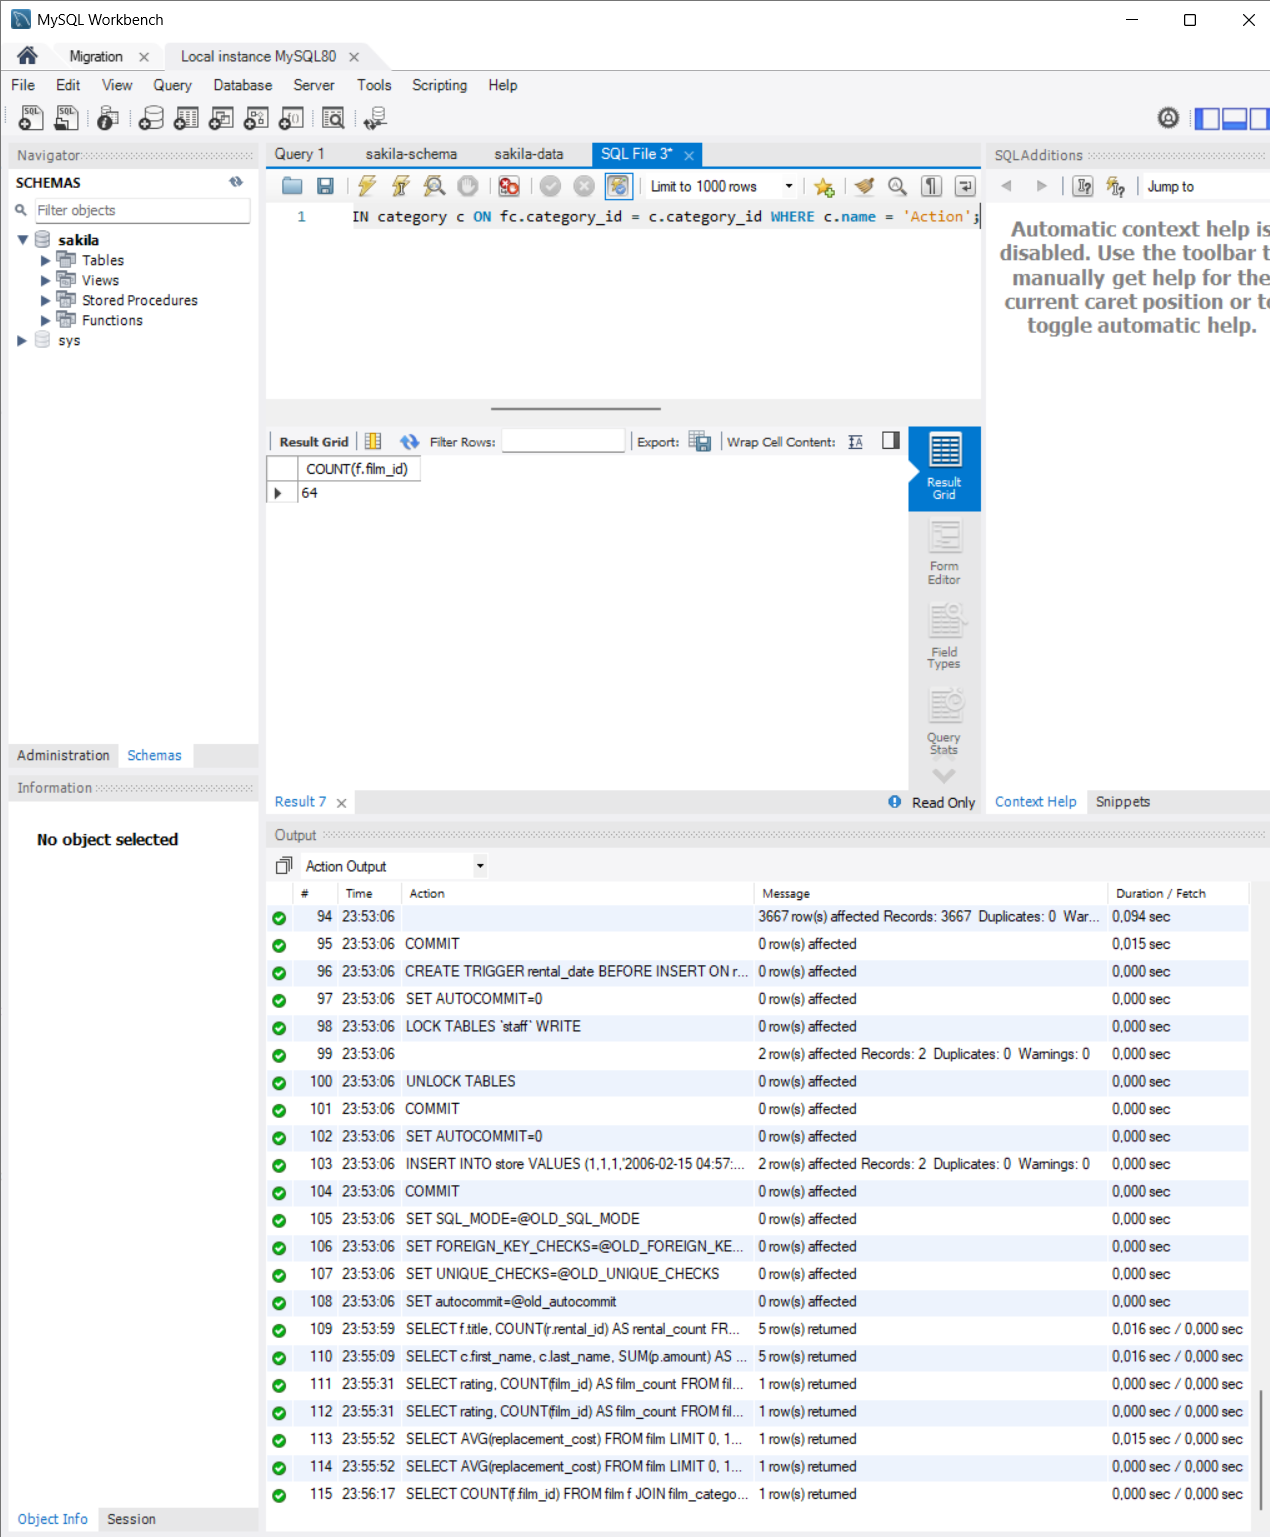 MySQL Workbench
Migration
Local instance MySQL80
File Edit View Query Database Server Tools Scripting Help
Navigator
SCHEMAS
Filter objects
sakila
Tables
Views
Stored Procedures
Functions
sys
Administration Schemas
Information
No object selected
Object Info Session
Query 1 sakila-schema sakila-data SQL File 3*
Limit to 1000 rows
1 IN category c ON fc.category_id = c.category_id WHERE c.name = 'Action';
Result Grid Filter Rows: Export: Wrap Cell Content:
COUNT(f.film_id)
64
Result Grid
Form Editor
Field Types
Query Stats
Result 7
Read Only
SQLAdditions
Jump to
Automatic context help is
disabled. Use the toolbar t
manually get help for the
current caret position or to
toggle automatic help.
Context Help Snippets
Output
Action Output
# Time Action Message Duration / Fetch
94 23:53:06 3667 row(s) affected Records: 3667 Duplicates: 0 War... 0,094 sec
95 23:53:06 COMMIT 0 row(s) affected 0,015 sec
96 23:53:06 CREATE TRIGGER rental_date BEFORE INSERT ON r... 0 row(s) affected 0,000 sec
97 23:53:06 SET AUTOCOMMIT=0 0 row(s) affected 0,000 sec
98 23:53:06 LOCK TABLES `staff` WRITE 0 row(s) affected 0,000 sec
99 23:53:06 2 row(s) affected Records: 2 Duplicates: 0 Warnings: 0 0,000 sec
100 23:53:06 UNLOCK TABLES 0 row(s) affected 0,000 sec
101 23:53:06 COMMIT 0 row(s) affected 0,000 sec
102 23:53:06 SET AUTOCOMMIT=0 0 row(s) affected 0,000 sec
103 23:53:06 INSERT INTO store VALUES (1,1,1,'2006-02-15 04:57:... 2 row(s) affected Records: 2 Duplicates: 0 Warnings: 0 0,000 sec
104 23:53:06 COMMIT 0 row(s) affected 0,000 sec
105 23:53:06 SET SQL_MODE=@OLD_SQL_MODE 0 row(s) affected 0,000 sec
106 23:53:06 SET FOREIGN_KEY_CHECKS=@OLD_FOREIGN_KE... 0 row(s) affected 0,000 sec
107 23:53:06 SET UNIQUE_CHECKS=@OLD_UNIQUE_CHECKS 0 row(s) affected 0,000 sec
108 23:53:06 SET autocommit=@old_autocommit 0 row(s) affected 0,000 sec
109 23:53:59 SELECT f.title, COUNT(r.rental_id) AS rental_count FR... 5 row(s) returned 0,016 sec / 0,000 sec
110 23:55:09 SELECT c.first_name, c.last_name, SUM(p.amount) AS ... 5 row(s) returned 0,016 sec / 0,000 sec
111 23:55:31 SELECT rating, COUNT(film_id) AS film_count FROM fil... 1 row(s) returned 0,000 sec / 0,000 sec
112 23:55:31 SELECT rating, COUNT(film_id) AS film_count FROM fil... 1 row(s) returned 0,000 sec / 0,000 sec
113 23:55:52 SELECT AVG(replacement_cost) FROM film LIMIT 0, 1... 1 row(s) returned 0,015 sec / 0,000 sec
114 23:55:52 SELECT AVG(replacement_cost) FROM film LIMIT 0, 1... 1 row(s) returned 0,000 sec / 0,000 sec
115 23:56:17 SELECT COUNT(f.film_id) FROM film f JOIN film_catego... 1 row(s) returned 0,000 sec / 0,000 sec